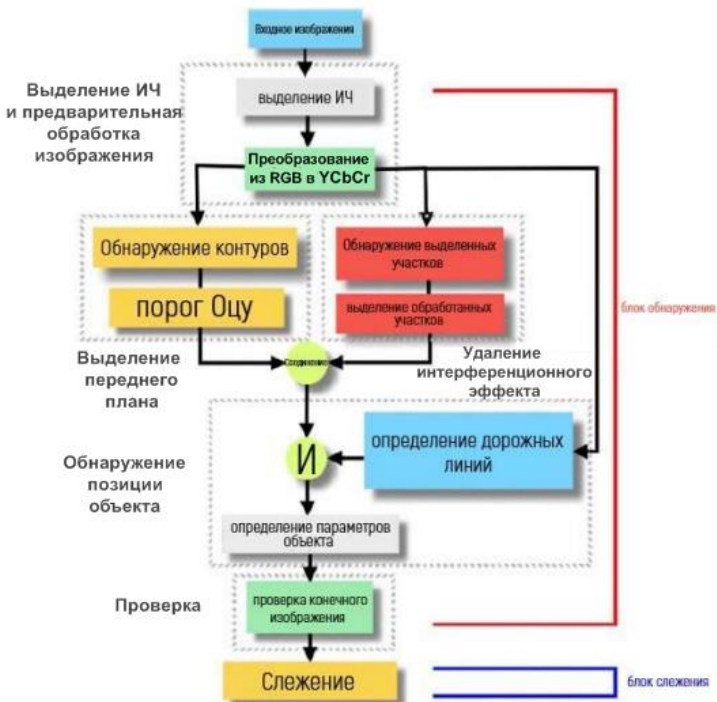 Входное изображения
Выделение ИЧ
и предварительная
обработка
изображения
выделение ИЧ
Преобразование
из RGB в YCbCr
Обнаружение контуров
порог Оцу
Обнаружение выделенных
участков
выделение обработанных
участков
блок обнаружения
Выделение
переднего
плана
Соединение
Удаление
интерференционного
эффекта
Обнаружение
позиции
объекта
И
определение дорожных
линий
определение параметров
объекта
Проверка
проверка конечного
изображения
Слежение
блок слежения